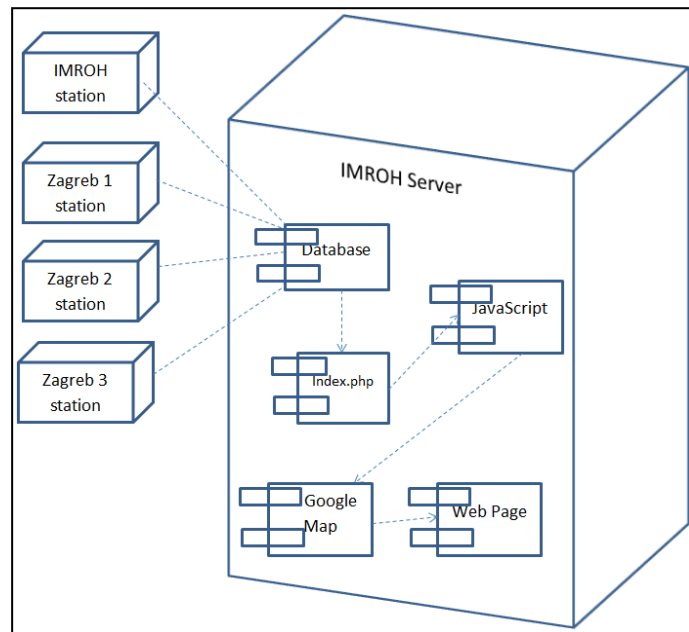 IMROH
station
Zagreb 1
station
Zagreb 2
station
Zagreb 3
station
IMROH Server
Database
JavaScript
Index.php
Google
Map
Web Page